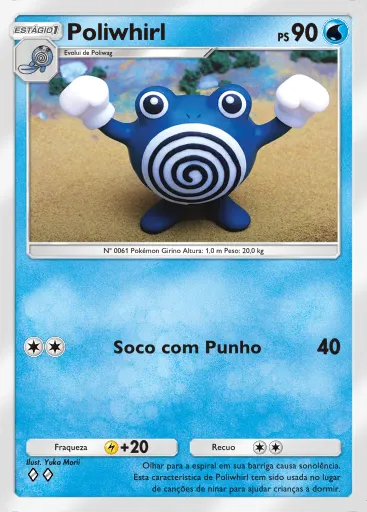 ESTÁGIO 1
Poliwhirl
PS 90
Evolui de Poliwag
Nº 0061 Pokémon Girino Altura: 1,0 m Peso: 20,0 kg
Soco com Punho 40
Fraqueza +20
Recuo
Ilust. Yuka Morii
Olhar para a espiral em sua barriga causa sonolência.
Esta característica de Poliwhirl tem sido usada no lugar
de canções de ninar para ajudar crianças a dormir.